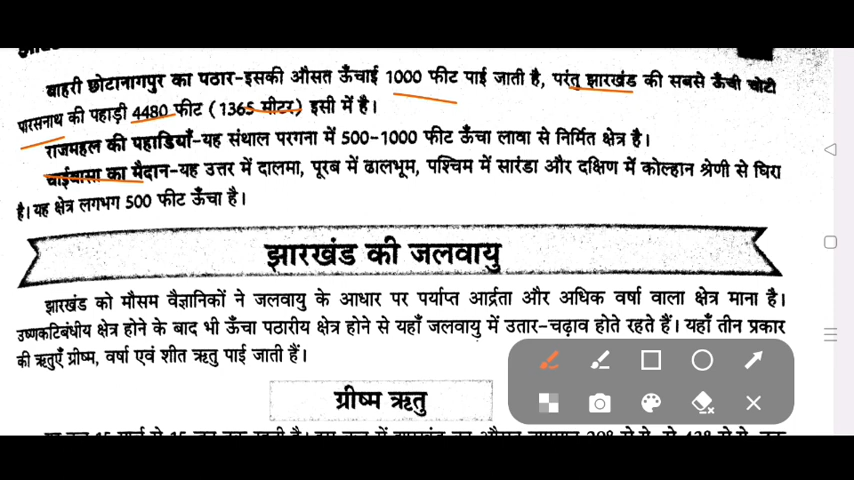 बाहरी छोटानागपुर का पठार-इसकी औसत ऊँचाई 1000 फीट पाई जाती है, परंतु झारखंड की सबसे ऊँची चोटी
पारसनाथ की पहाड़ी 4480 फीट (1365 मीटर) इसी में है।
राजमहल की पहाडियाँ-यह संथाल परगना में 500-1000 फीट ऊँचा लावा से निर्मित क्षेत्र है।
चाईबासा का मैदान-यह उत्तर में दालमा, पूरब में ढालभूम, पश्चिम में सारंडा और दक्षिण में कोल्हान श्रेणी से घिरा
है। यह क्षेत्र लगभग 500 फीट ऊँचा है।
झारखंड की जलवायु
झारखंड को मौसम वैज्ञानिकों ने जलवायु के आधार पर पर्याप्त आर्द्रता और अधिक वर्षा वाला क्षेत्र माना है।
उष्णकटिबंधीय क्षेत्र होने के बाद भी ऊँचा पठारीय क्षेत्र होने से यहाँ जलवायु में उतार-चढ़ाव होते रहते हैं। यहाँ तीन प्रकार
की ऋतुएँ ग्रीष्म, वर्षा एवं शीत ऋतु पाई जाती हैं।
ग्रीष्म ऋतु